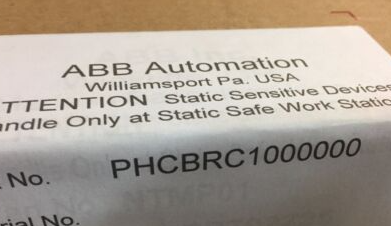 ABB Automation
Williamsport Pa. USA
TTENTION Static Sensitive Devices
andle Only at Static Safe Work Statio
No. PHCBRC1000000
rial No.